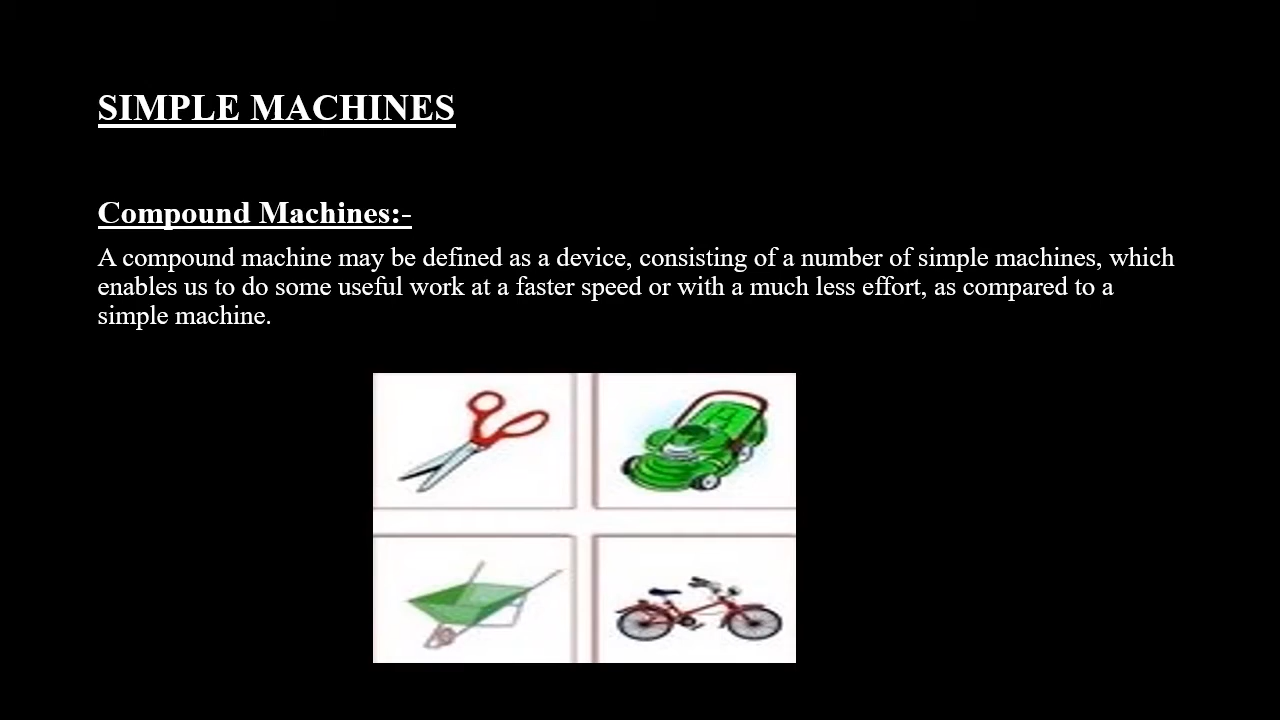 SIMPLE MACHINES
Compound Machines:-
A compound machine may be defined as a device, consisting of a number of simple machines, which
enables us to do some useful work at a faster speed or with a much less effort, as compared to a
simple machine.